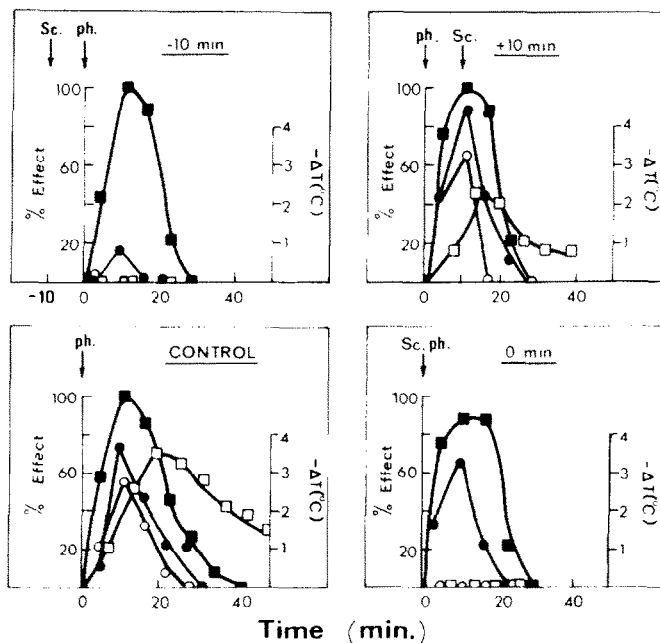 Sc. ph.
-10 min
100
60
20
% Effect
4
3
2
1
-ΔT(°C)
-10 0 20 40
ph. Sc.
+10 min
100
60
20
% Effect
4
3
2
1
-ΔT(°C)
0 20 40
ph.
CONTROL
100
60
20
% Effect
4
3
2
1
-ΔT(°C)
0 20 40
Sc. ph.
0 min
100
60
20
% Effect
4
3
2
1
-ΔT(°C)
0 20 40
Time (min.)